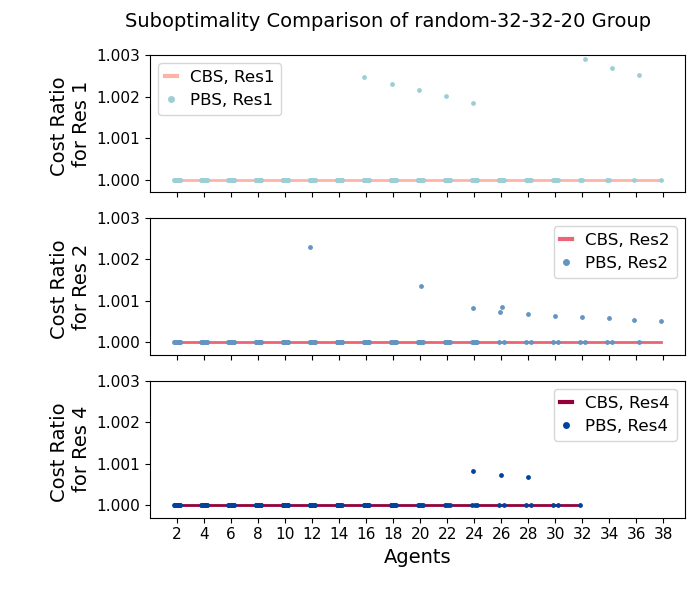 Suboptimality Comparison of random-32-32-20 Group
Cost Ratio
for Res 1
1.003
1.002
1.001
1.000
CBS, Res1
PBS, Res1
Cost Ratio
for Res 2
1.003
1.002
1.001
1.000
CBS, Res2
PBS, Res2
Cost Ratio
for Res 4
1.003
1.002
1.001
1.000
CBS, Res4
PBS, Res4
2 4 6 8 10 12 14 16 18 20 22 24 26 28 30 32 34 36 38
Agents